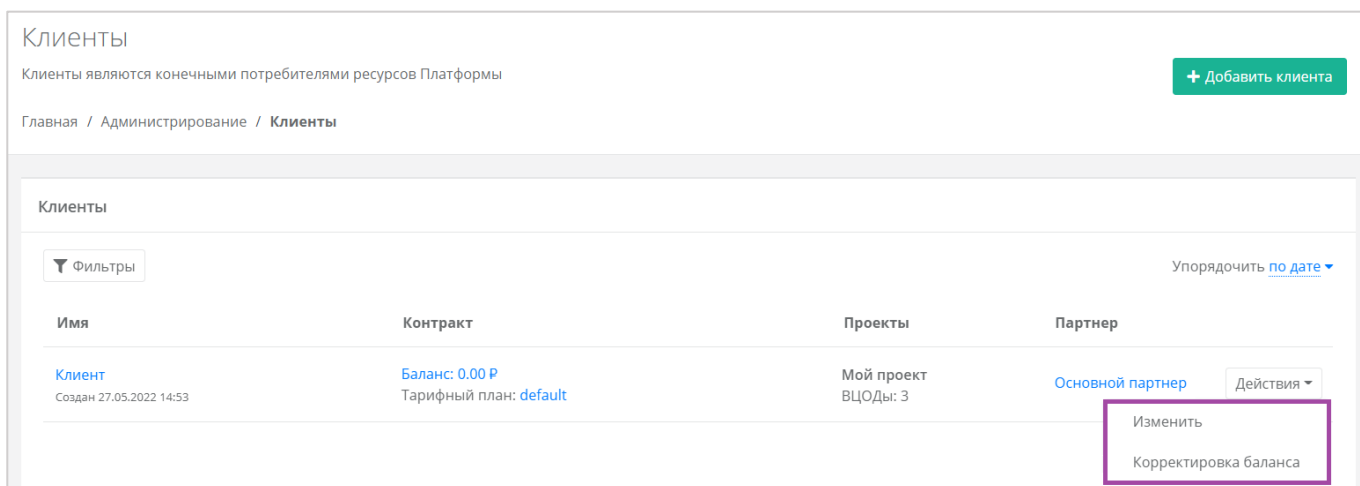 Клиенты
Клиенты являются конечными потребителями ресурсов Платформы
+ Добавить клиента
Главная / Администрирование / Клиенты
Клиенты
Фильтры
Упорядочить по дате
Имя Контракт Проекты Партнер
Клиент Баланс: 0.00 ₽ Мой проект Основной партнер Действия
Создан 27.05.2022 14:53 Тарифный план: default ВЦОДы: 3
Изменить
Корректировка баланса